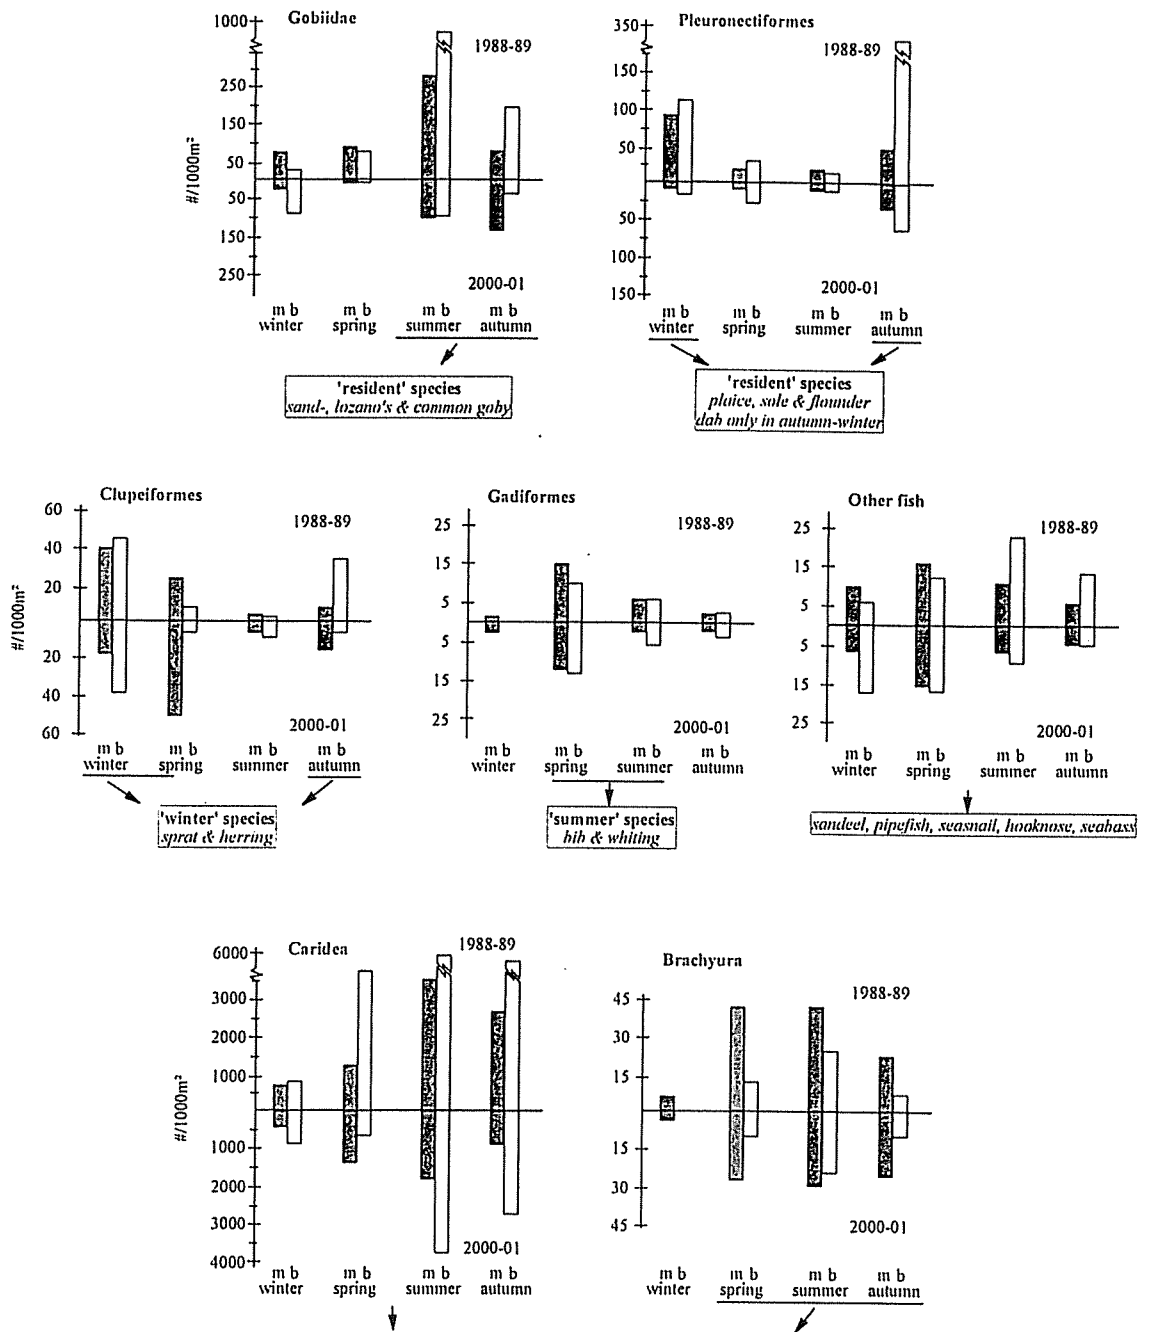 Gobiidae
1988-89
1000
250
150
50
50
150
250
#/1000m²
2000-01
m b m b m b m b
winter spring summer autumn
'resident' species
sand-, lozano's & common goby
Pleuronectiformes
1988-89
350
150
100
50
50
100
150
2000-01
m b m b m b m b
winter spring summer autumn
'resident' species
plaice, sole & flounder
dab only in autumn-winter
Clupeiformes
1988-89
60
40
20
20
40
60
#/1000m²
2000-01
m b m b m b m b
winter spring summer autumn
'winter' species
sprat & herring
Gadiformes
1988-89
25
15
5
5
15
25
2000-01
m b m b m b m b
winter spring summer autumn
'summer' species
bib & whiting
Other fish
1988-89
25
15
5
5
15
25
2000-01
m b m b m b m b
winter spring summer autumn
sandeel, pipefish, seasnail, hooknose, seabass
Caridea
1988-89
6000
3000
2000
1000
1000
2000
3000
4000
#/1000m²
2000-01
m b m b m b m b
winter spring summer autumn
Brachyura
1988-89
45
30
15
15
30
45
2000-01
m b m b m b m b
winter spring summer autumn